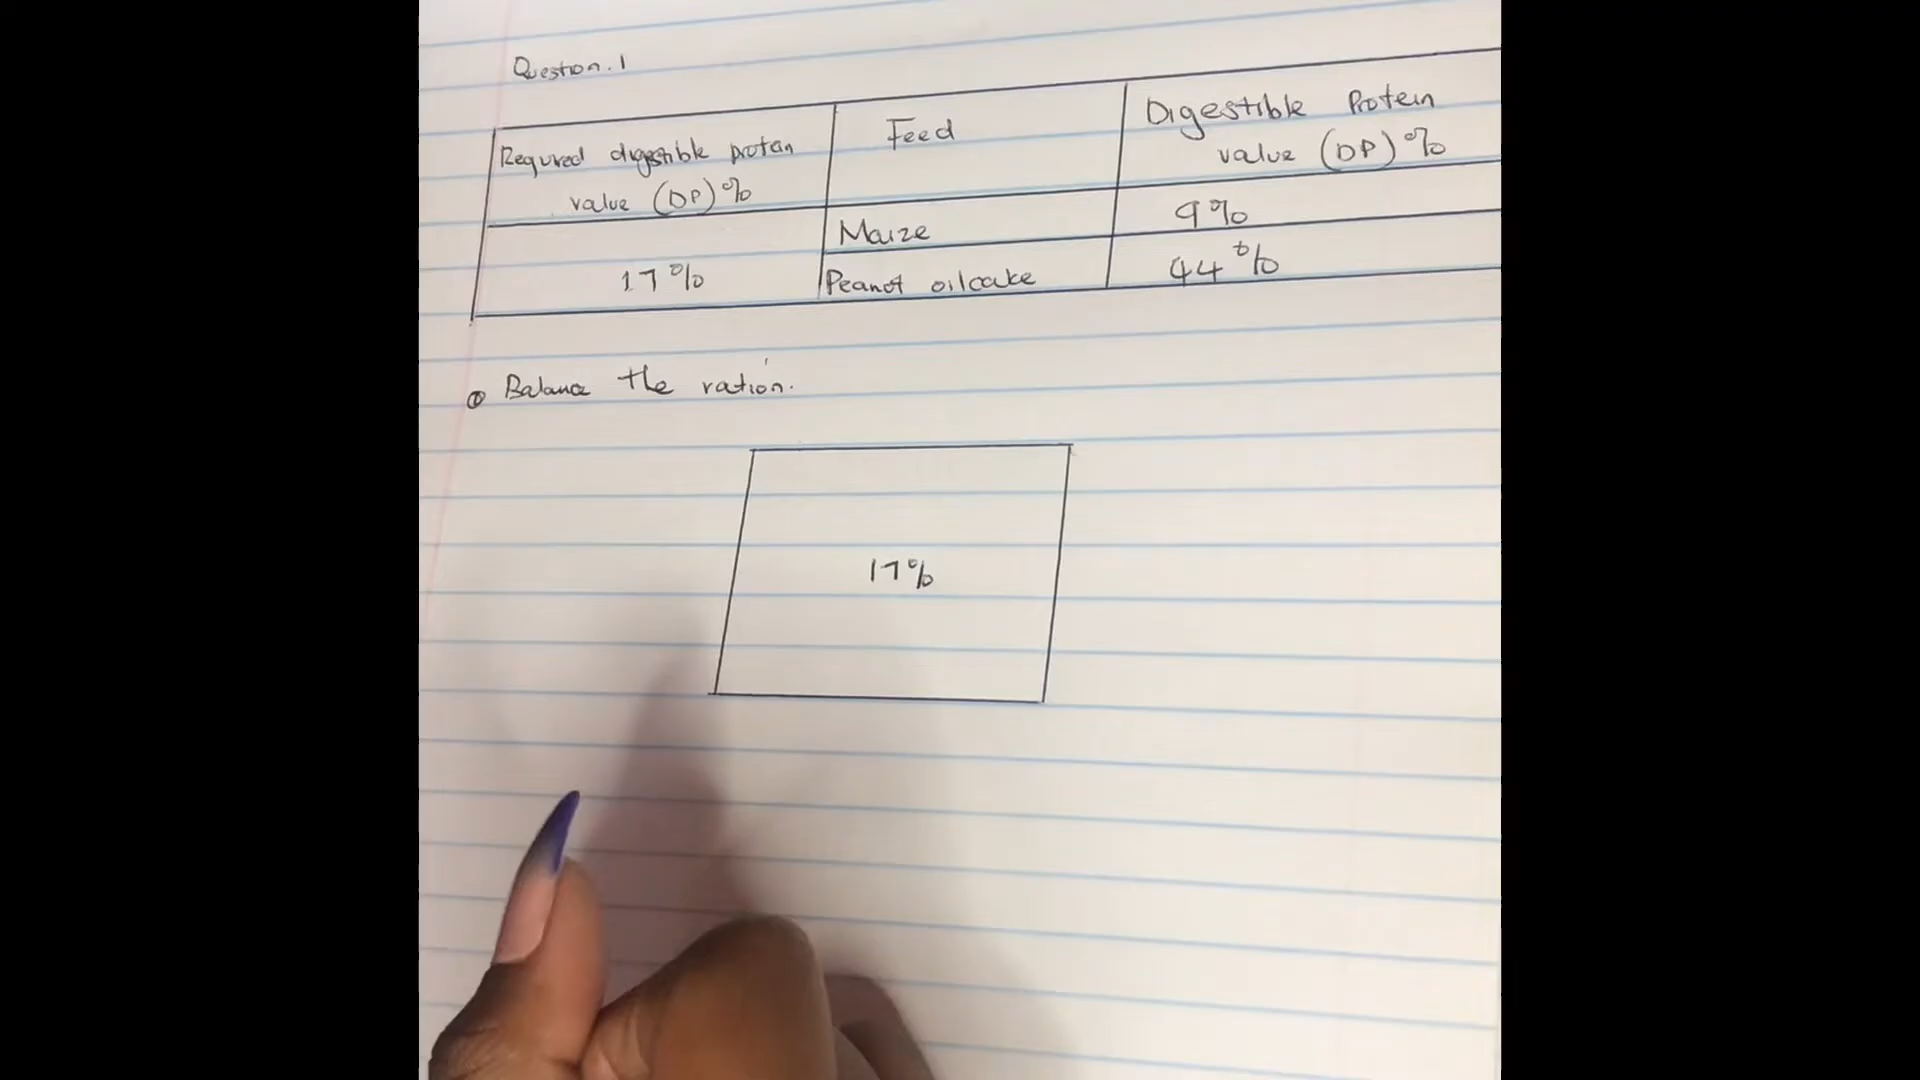 Question.1
Required digestible protein
value (DP)%
Feed
Digestible Protein
value (DP)%
17%
Maize
9%
Peanot oilcake
44%
Balance the ration.
17%